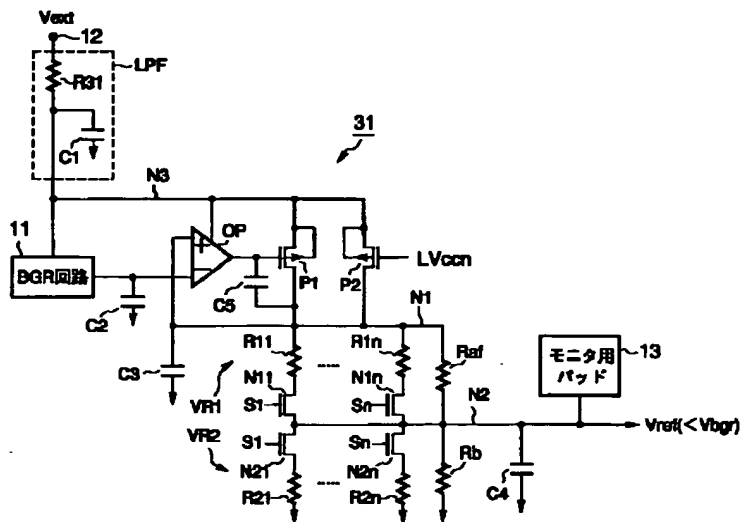 Vext
12
LPF
R31
C1
31
N3
11
OP
BGR回路
+
−
P1
P2
LVccn
C5
C2
N1
C3
R11
.....
R1n
Raf
モニタ用
パッド
13
N11
N1n
N2
S1
Sn
VR1
Vref(<Vbgr)
VR2
S1
Sn
N21
N2n
Rb
C4
R21
.....
R2n